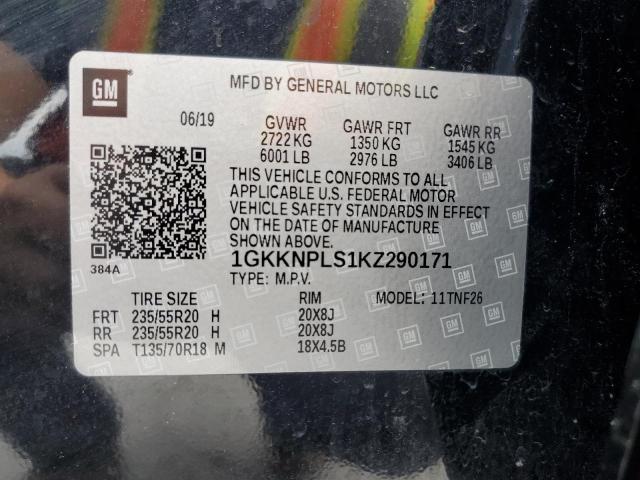 GM
MFD BY GENERAL MOTORS LLC
06/19 GVWR GAWR FRT GAWR RR
2722 KG 1350 KG 1545 KG
6001 LB 2976 LB 3406 LB
THIS VEHICLE CONFORMS TO ALL
APPLICABLE U.S. FEDERAL MOTOR
VEHICLE SAFETY STANDARDS IN EFFECT
ON THE DATE OF MANUFACTURE
SHOWN ABOVE.
1GKKNPLS1KZ290171
384A
TYPE: M.P.V.
TIRE SIZE RIM MODEL: 11TNF26
FRT 235/55R20 H 20X8J
RR 235/55R20 H 20X8J
SPA T135/70R18 M 18X4.5B